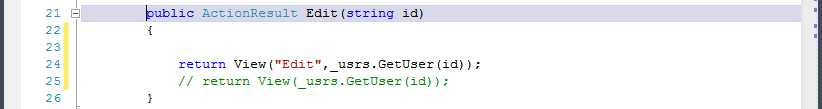 21 public ActionResult Edit(string id)
22 {
23
24 return View("Edit",_usrs.GetUser(id));
25 // return View(_usrs.GetUser(id));
26 }